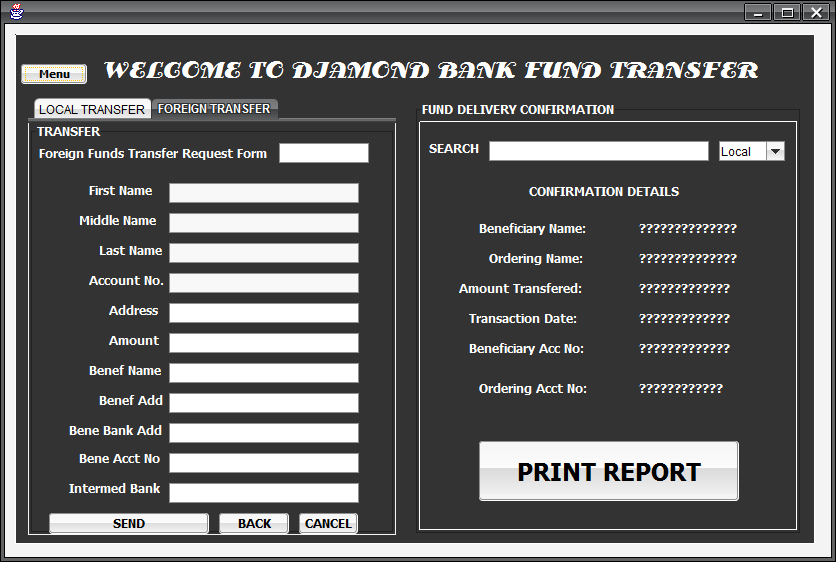 Menu
WELCOME TO DIAMOND BANK FUND TRANSFER
LOCAL TRANSFER
FOREIGN TRANSFER
TRANSFER
Foreign Funds Transfer Request Form
First Name
Middle Name
Last Name
Account No.
Address
Amount
Benef Name
Benef Add
Bene Bank Add
Bene Acct No
Intermed Bank
SEND
BACK
CANCEL
FUND DELIVERY CONFIRMATION
SEARCH
Local
CONFIRMATION DETAILS
Beneficiary Name: ??????????????
Ordering Name: ??????????????
Amount Transfered: ?????????????
Transaction Date: ?????????????
Beneficiary Acc No: ?????????????
Ordering Acct No: ????????????
PRINT REPORT